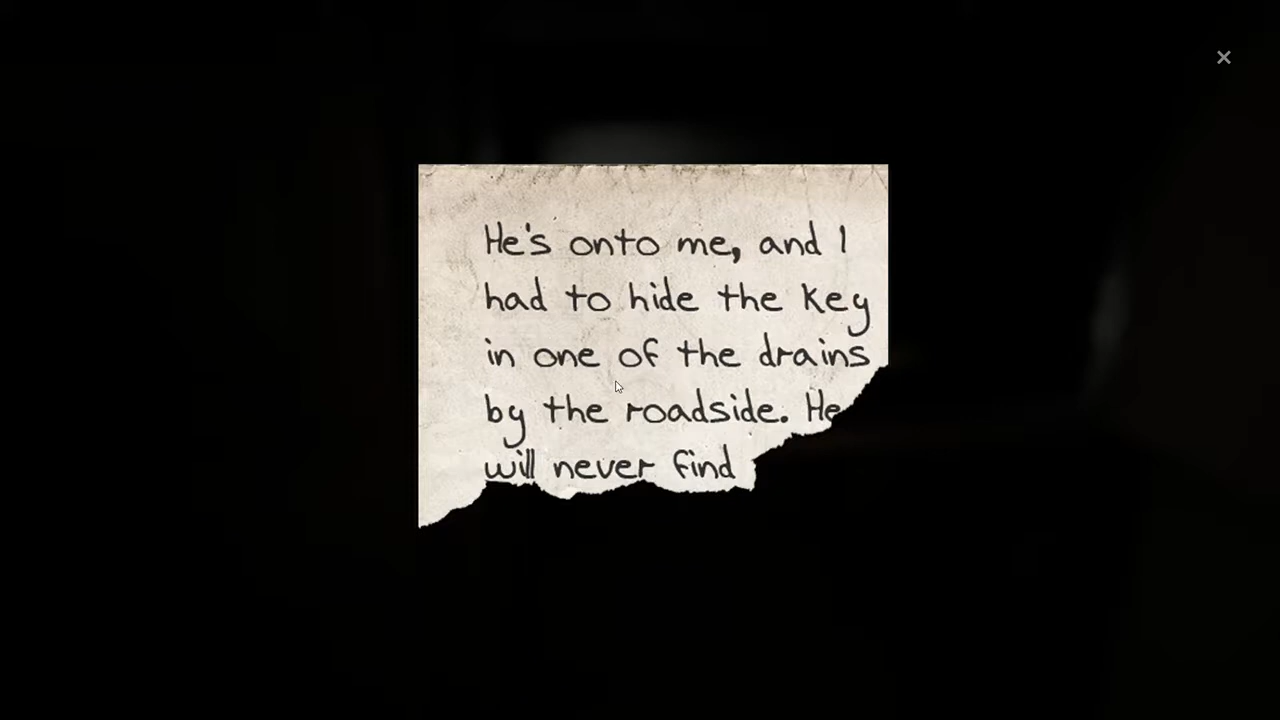 He's onto me, and I
had to hide the key
in one of the drains
by the roadside. He
will never find